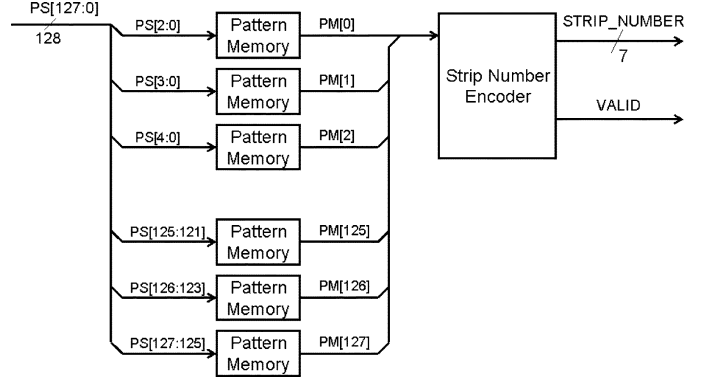 PS[127:0]
128
PS[2:0]
Pattern
Memory
PM[0]
PS[3:0]
Pattern
Memory
PM[1]
PS[4:0]
Pattern
Memory
PM[2]
PS[125:121]
Pattern
Memory
PM[125]
PS[126:123]
Pattern
Memory
PM[126]
PS[127:125]
Pattern
Memory
PM[127]
Strip Number
Encoder
STRIP_NUMBER
7
VALID